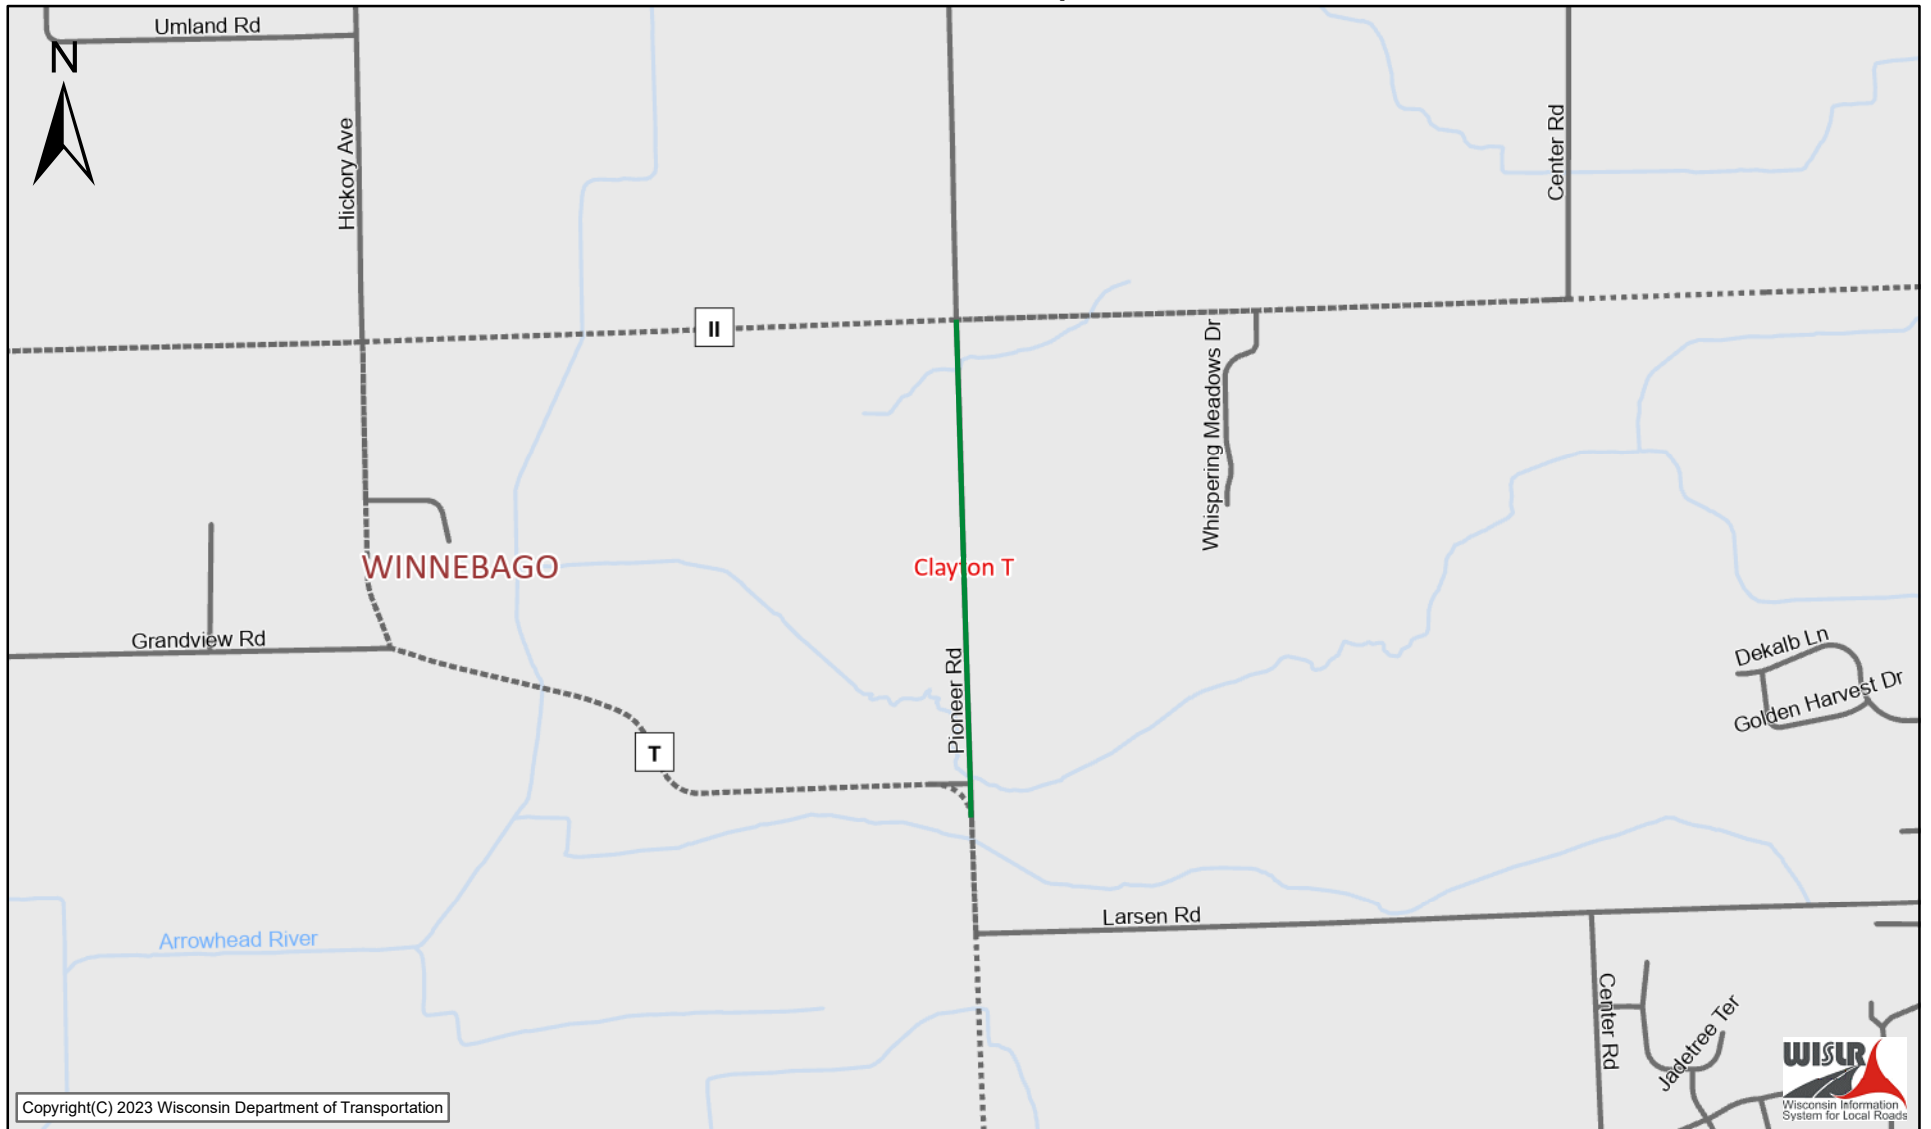 Umland Rd
N
Hickory Ave
Center Rd
II
Whispering Meadows Dr
WINNEBAGO
Clayton T
Grandview Rd
Pioneer Rd
Dekalb Ln
Golden Harvest Dr
T
Larsen Rd
Arrowhead River
Center Rd
Jadetree Ter
WISLR
Wisconsin Information
System for Local Roads
Copyright(C) 2023 Wisconsin Department of Transportation